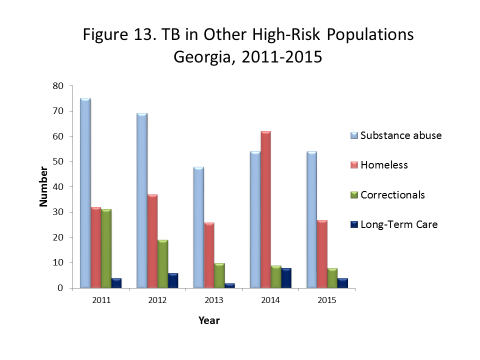 Figure 13. TB in Other High-Risk Populations
Georgia, 2011-2015
80
70
60
50
40
30
20
10
0
Number
2011 2012 2013 2014 2015
Year
Substance abuse
Homeless
Correctionals
Long-Term Care